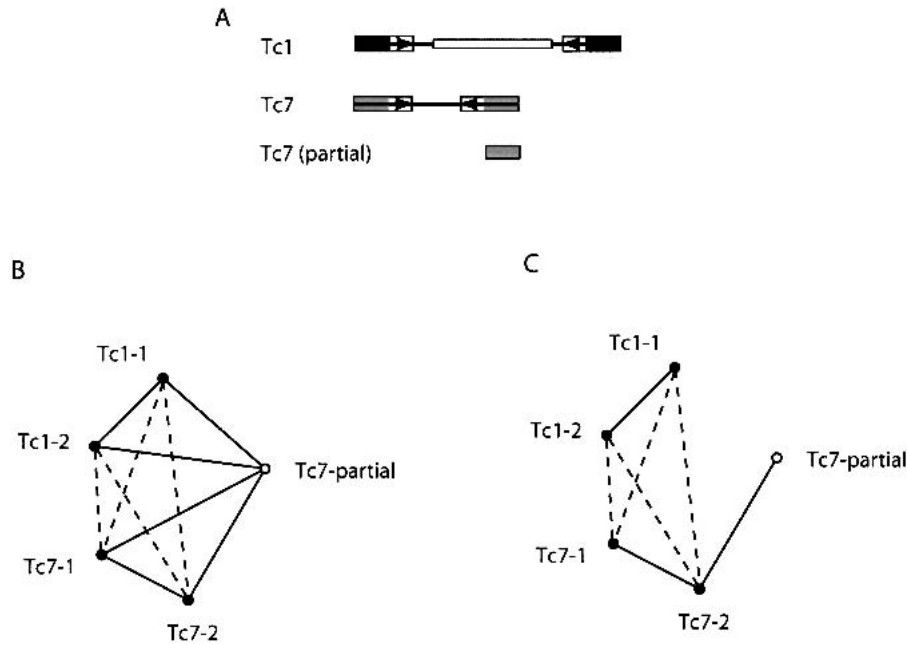 A
Tc1
Tc7
Tc7 (partial)
B
Tc1-1
Tc1-2
Tc7-partial
Tc7-1
Tc7-2
C
Tc1-1
Tc1-2
Tc7-partial
Tc7-1
Tc7-2